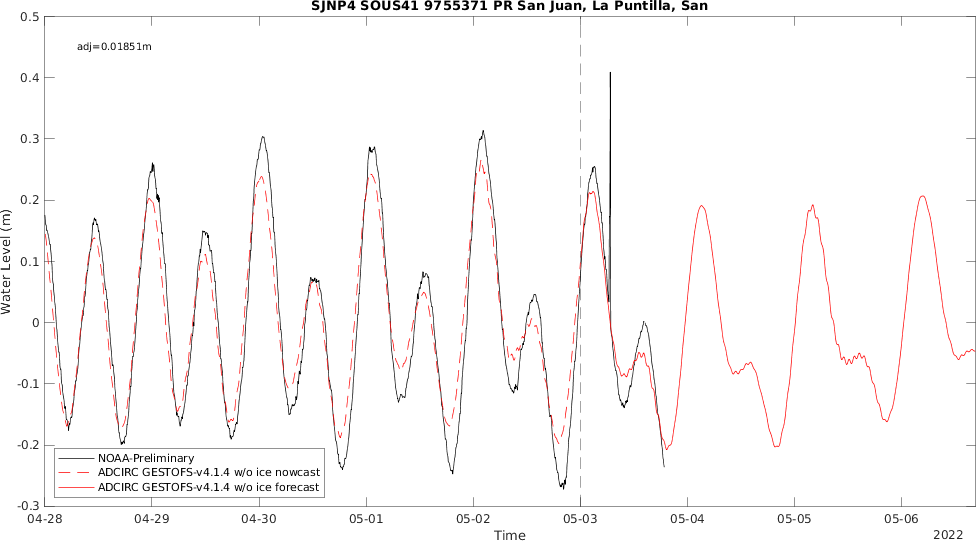 SJNP4 SOUS41 9755371 PR San Juan, La Puntilla, San
adj=0.01851m
0.5
0.4
0.3
0.2
0.1
0
-0.1
-0.2
-0.3
Water Level (m)
NOAA-Preliminary
ADCIRC GESTOFS-v4.1.4 w/o ice nowcast
ADCIRC GESTOFS-v4.1.4 w/o ice forecast
04-28 04-29 04-30 05-01 05-02 05-03 05-04 05-05 05-06
Time
2022